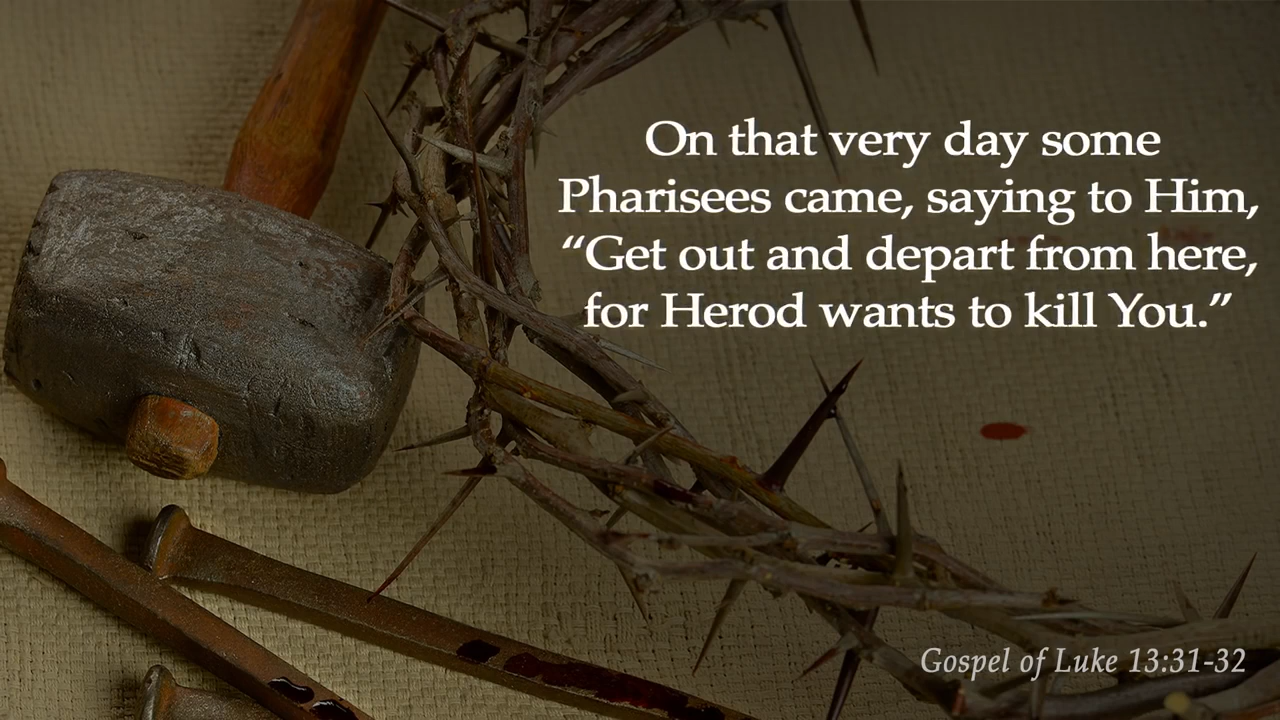 On that very day some
Pharisees came, saying to Him,
“Get out and depart from here,
for Herod wants to kill You.”
Gospel of Luke 13:31-32